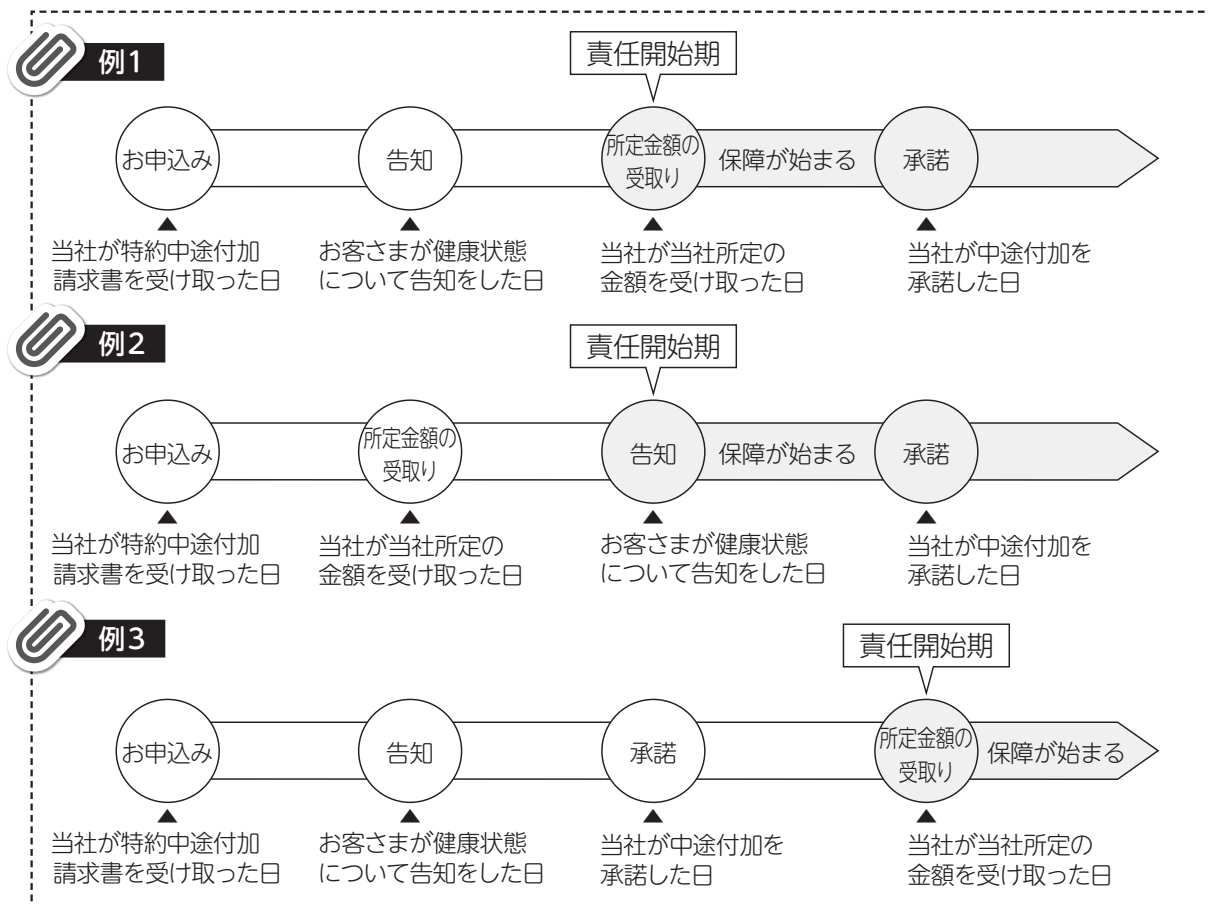 例1
責任開始期
お申込み
告知
所定金額の
受取り
保障が始まる
承諾
当社が特約中途付加
請求書を受け取った日
お客さまが健康状態
について告知をした日
当社が当社所定の
金額を受け取った日
当社が中途付加を
承諾した日
例2
責任開始期
お申込み
所定金額の
受取り
告知
保障が始まる
承諾
当社が特約中途付加
請求書を受け取った日
当社が当社所定の
金額を受け取った日
お客さまが健康状態
について告知をした日
当社が中途付加を
承諾した日
例3
責任開始期
お申込み
告知
承諾
所定金額の
受取り
保障が始まる
当社が特約中途付加
請求書を受け取った日
お客さまが健康状態
について告知をした日
当社が中途付加を
承諾した日
当社が当社所定の
金額を受け取った日